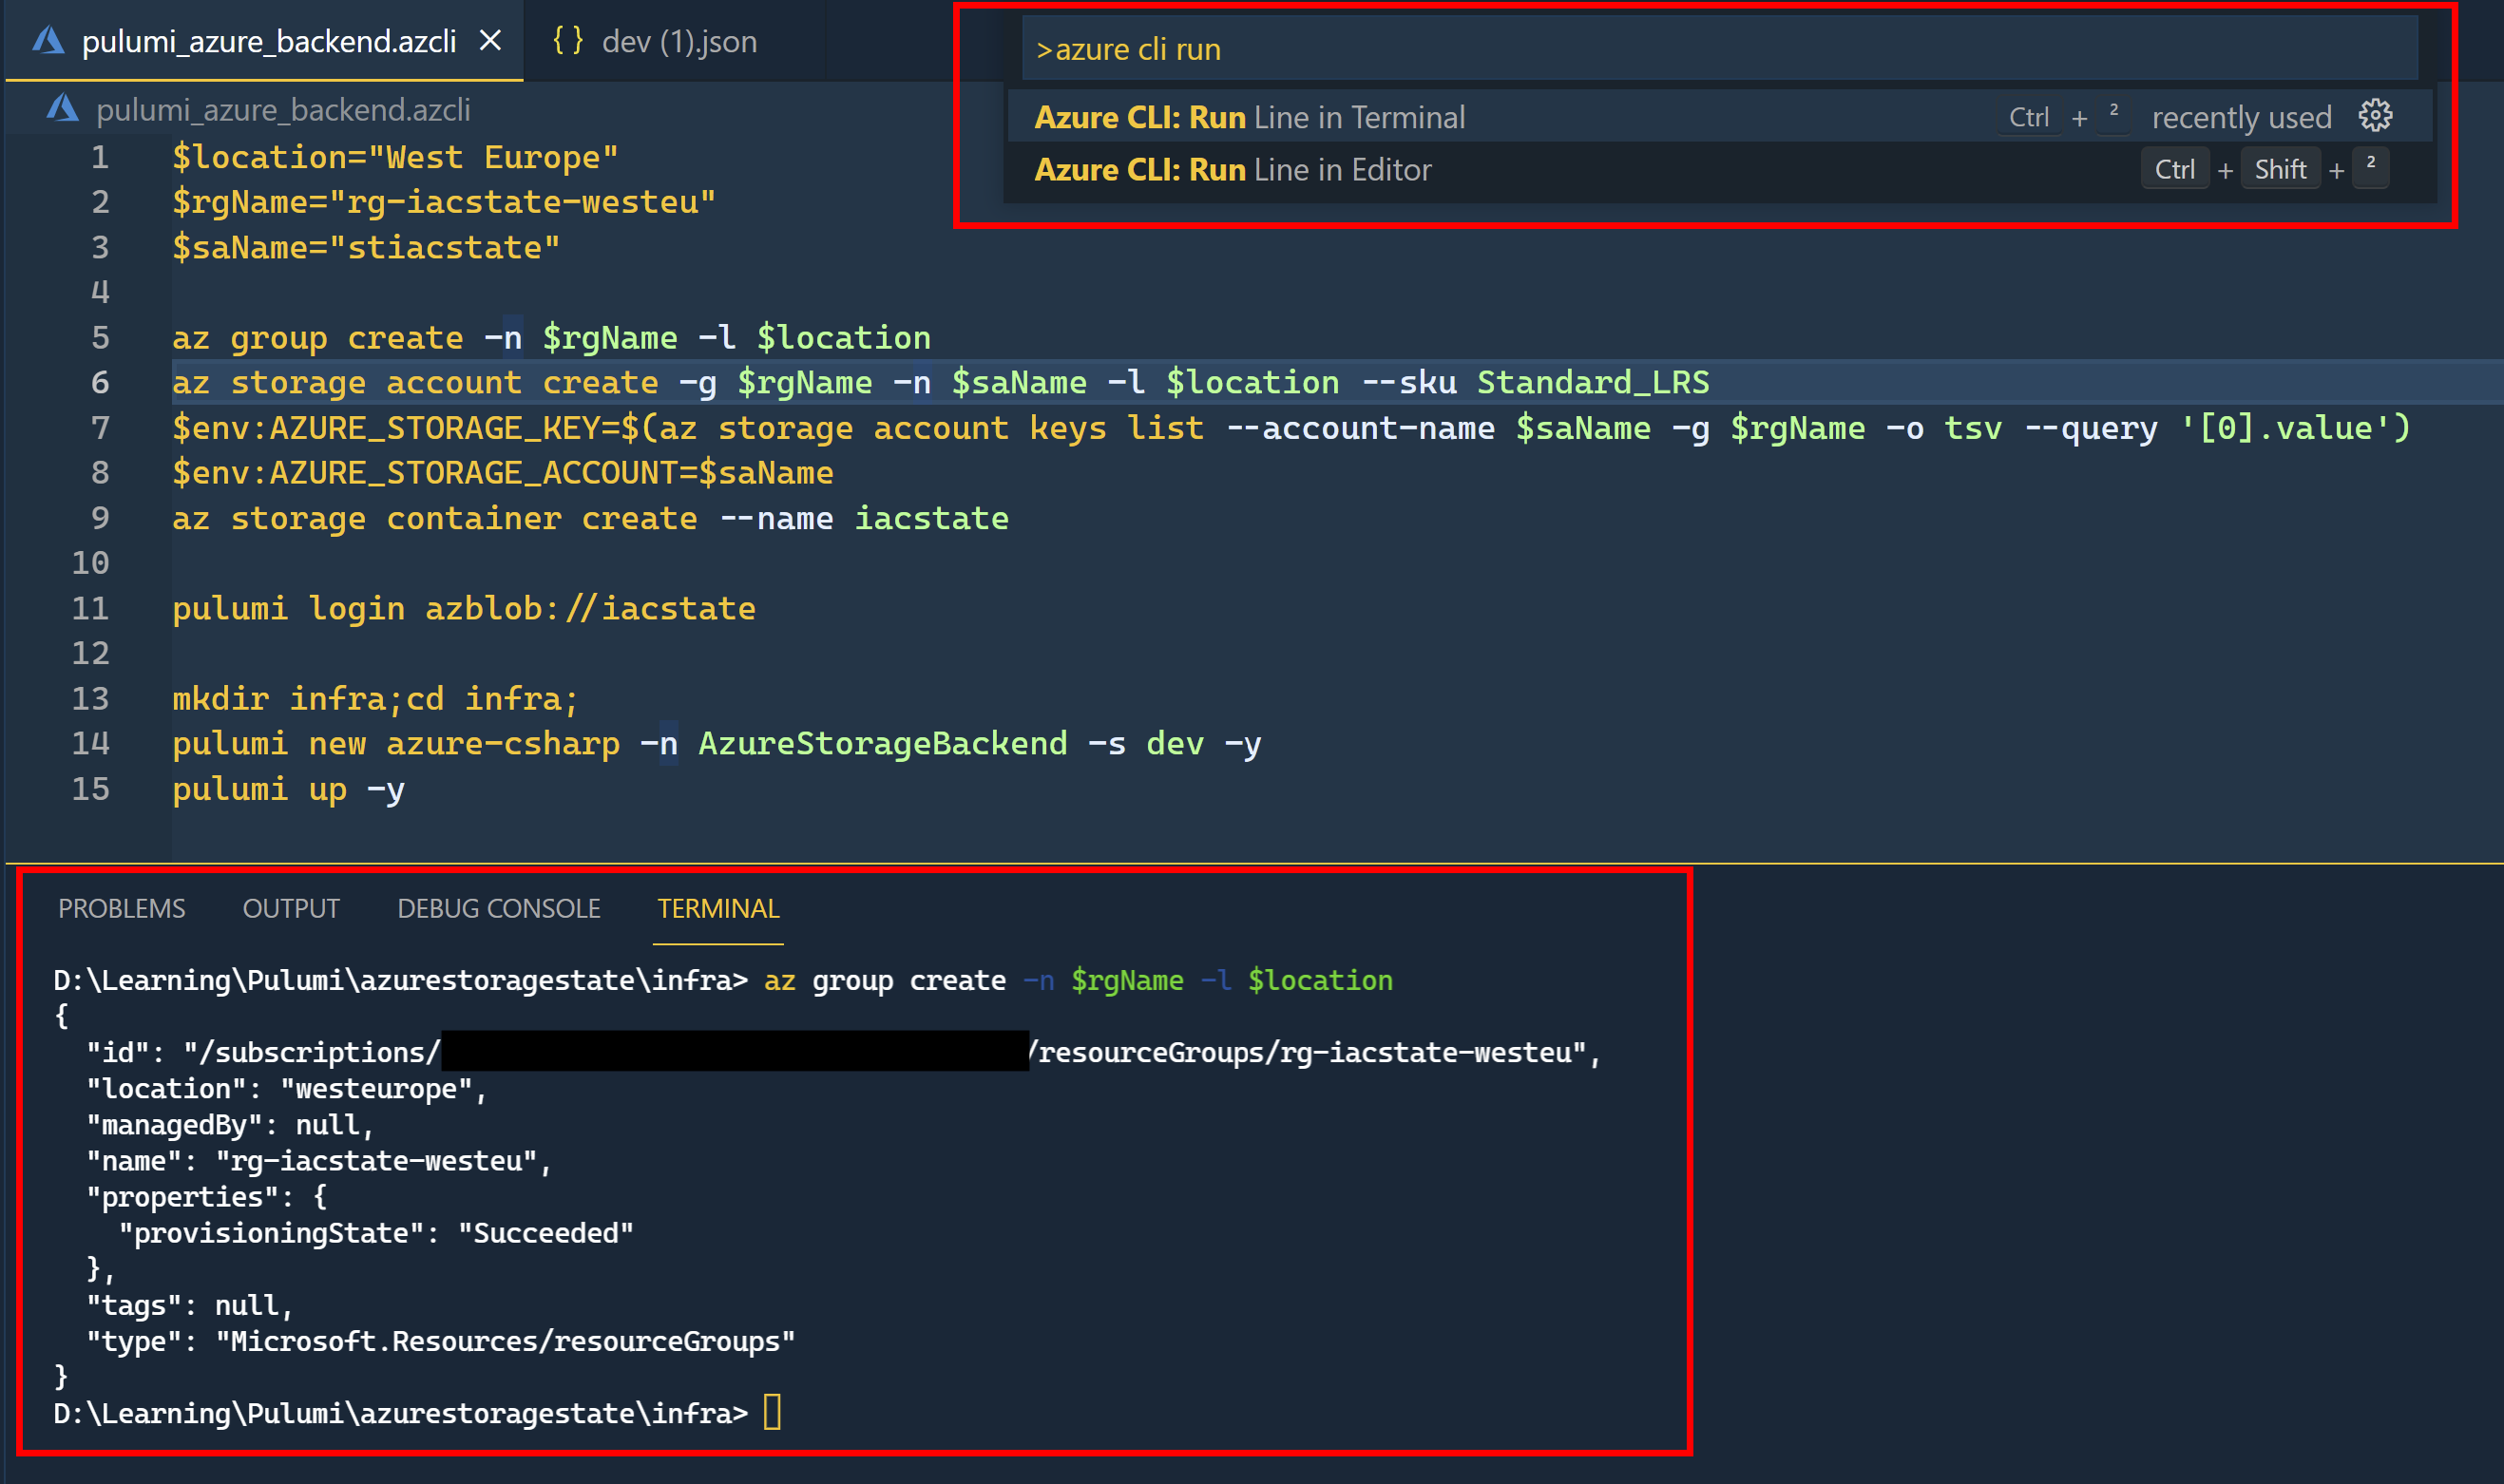 pulumi_azure_backend.azcli
{ } dev (1).json
>azure cli run
Azure CLI: Run Line in Terminal Ctrl + ² recently used
Azure CLI: Run Line in Editor Ctrl + Shift + ²
pulumi_azure_backend.azcli
1 $location="West Europe"
2 $rgName="rg-iacstate-westeu"
3 $saName="stiacstate"
4
5 az group create -n $rgName -l $location
6 az storage account create -g $rgName -n $saName -l $location --sku Standard_LRS
7 $env:AZURE_STORAGE_KEY=$(az storage account keys list --account-name $saName -g $rgName -o tsv --query '[0].value')
8 $env:AZURE_STORAGE_ACCOUNT=$saName
9 az storage container create --name iacstate
10
11 pulumi login azblob://iacstate
12
13 mkdir infra;cd infra;
14 pulumi new azure-csharp -n AzureStorageBackend -s dev -y
15 pulumi up -y
PROBLEMS OUTPUT DEBUG CONSOLE TERMINAL
D:\Learning\Pulumi\azurestoragestate\infra> az group create -n $rgName -l $location
{
"id": "/subscriptions/ /resourceGroups/rg-iacstate-westeu",
"location": "westeurope",
"managedBy": null,
"name": "rg-iacstate-westeu",
"properties": {
"provisioningState": "Succeeded"
},
"tags": null,
"type": "Microsoft.Resources/resourceGroups"
}
D:\Learning\Pulumi\azurestoragestate\infra>